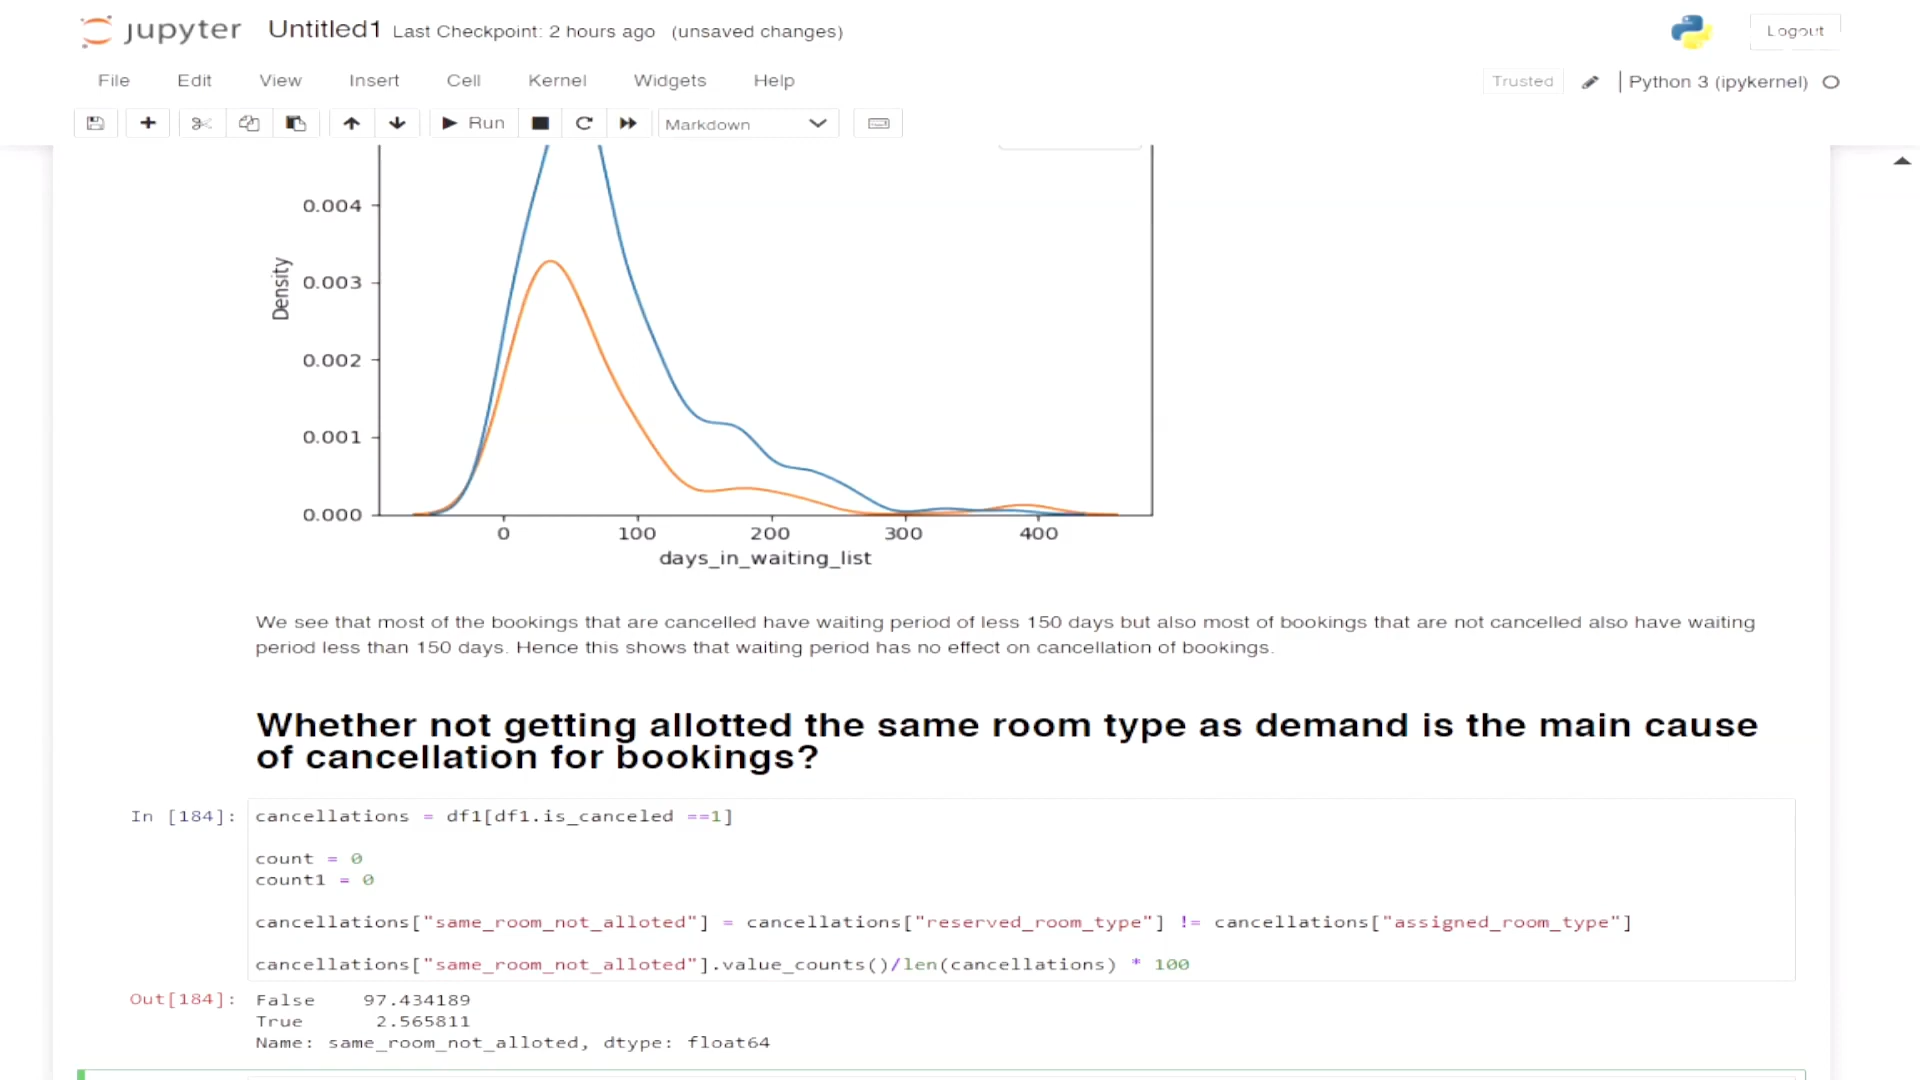 jupyter Untitled1 Last Checkpoint: 2 hours ago (unsaved changes) Logout
File Edit View Insert Cell Kernel Widgets Help Trusted Python 3 (ipykernel)
Run Markdown
0.004
0.003
0.002
0.001
0.000
Density
0 100 200 300 400
days_in_waiting_list
We see that most of the bookings that are cancelled have waiting period of less 150 days but also most of bookings that are not cancelled also have waiting
period less than 150 days. Hence this shows that waiting period has no effect on cancellation of bookings.
Whether not getting allotted the same room type as demand is the main cause
of cancellation for bookings?
In [184]: cancellations = df1[df1.is_canceled ==1]
count = 0
count1 = 0
cancellations["same_room_not_alloted"] = cancellations["reserved_room_type"] != cancellations["assigned_room_type"]
cancellations["same_room_not_alloted"].value_counts()/len(cancellations) * 100
Out[184]: False 97.434189
True 2.565811
Name: same_room_not_alloted, dtype: float64